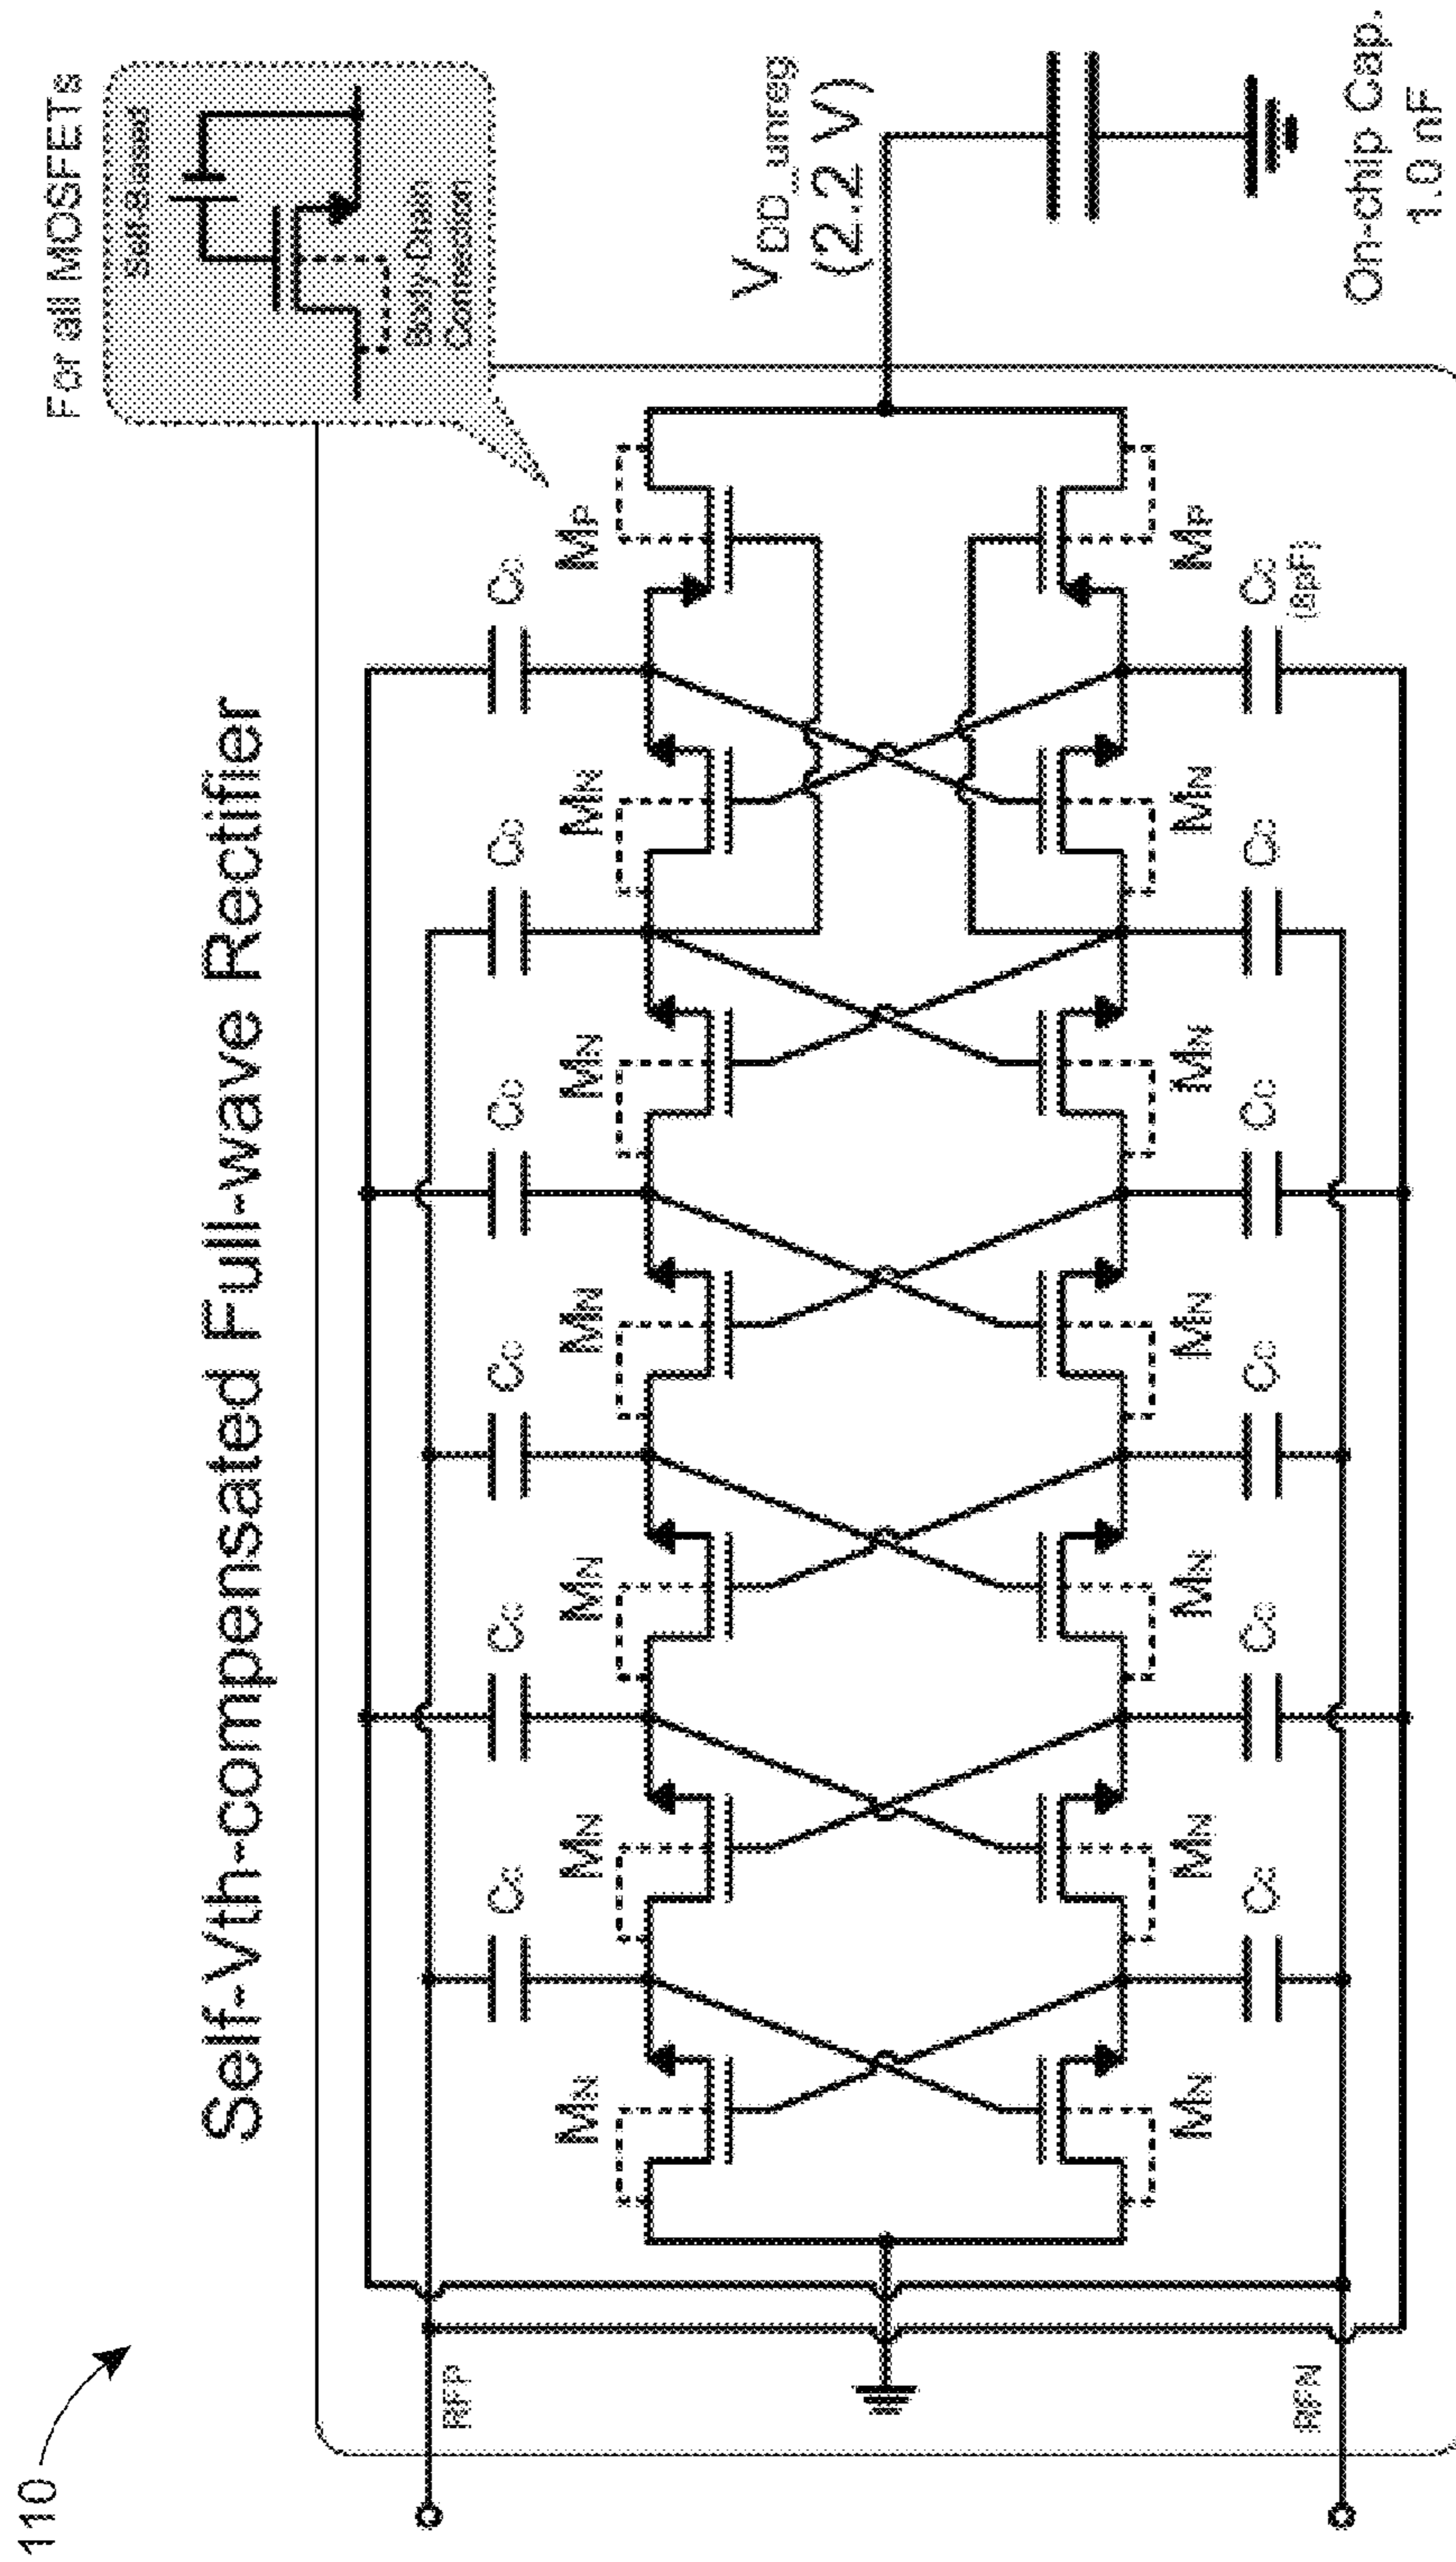 110
For all MOSFETs
Self-Biased
Body-Drain
Connection
Self-Vth-compensated Full-wave Rectifier
RFP
CC
CC
CC
CC
CC
CC
MN
MN
MN
MN
MN
MN
MP
VDD_unreg
(2.2 V)
MN
MN
MN
MN
MN
MN
MP
CC
CC
CC
CC
CC
CC
(8pF)
RFN
On-chip Cap.
1.0 nF